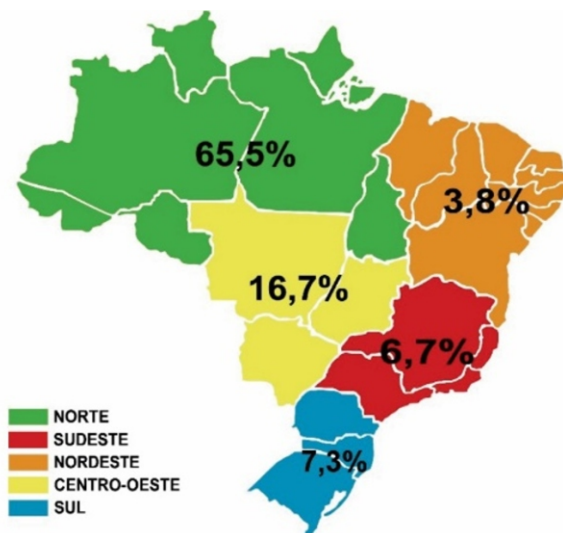 65,5%
3,8%
16,7%
6,7%
7,3%
NORTE
SUDESTE
NORDESTE
CENTRO-OESTE
SUL